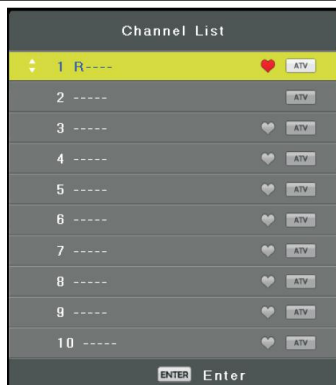 Channel List
1 R---- ATV
2 ----- ATV
3 ----- ATV
4 ----- ATV
5 ----- ATV
6 ----- ATV
7 ----- ATV
8 ----- ATV
9 ----- ATV
10 ----- ATV
ENTER Enter